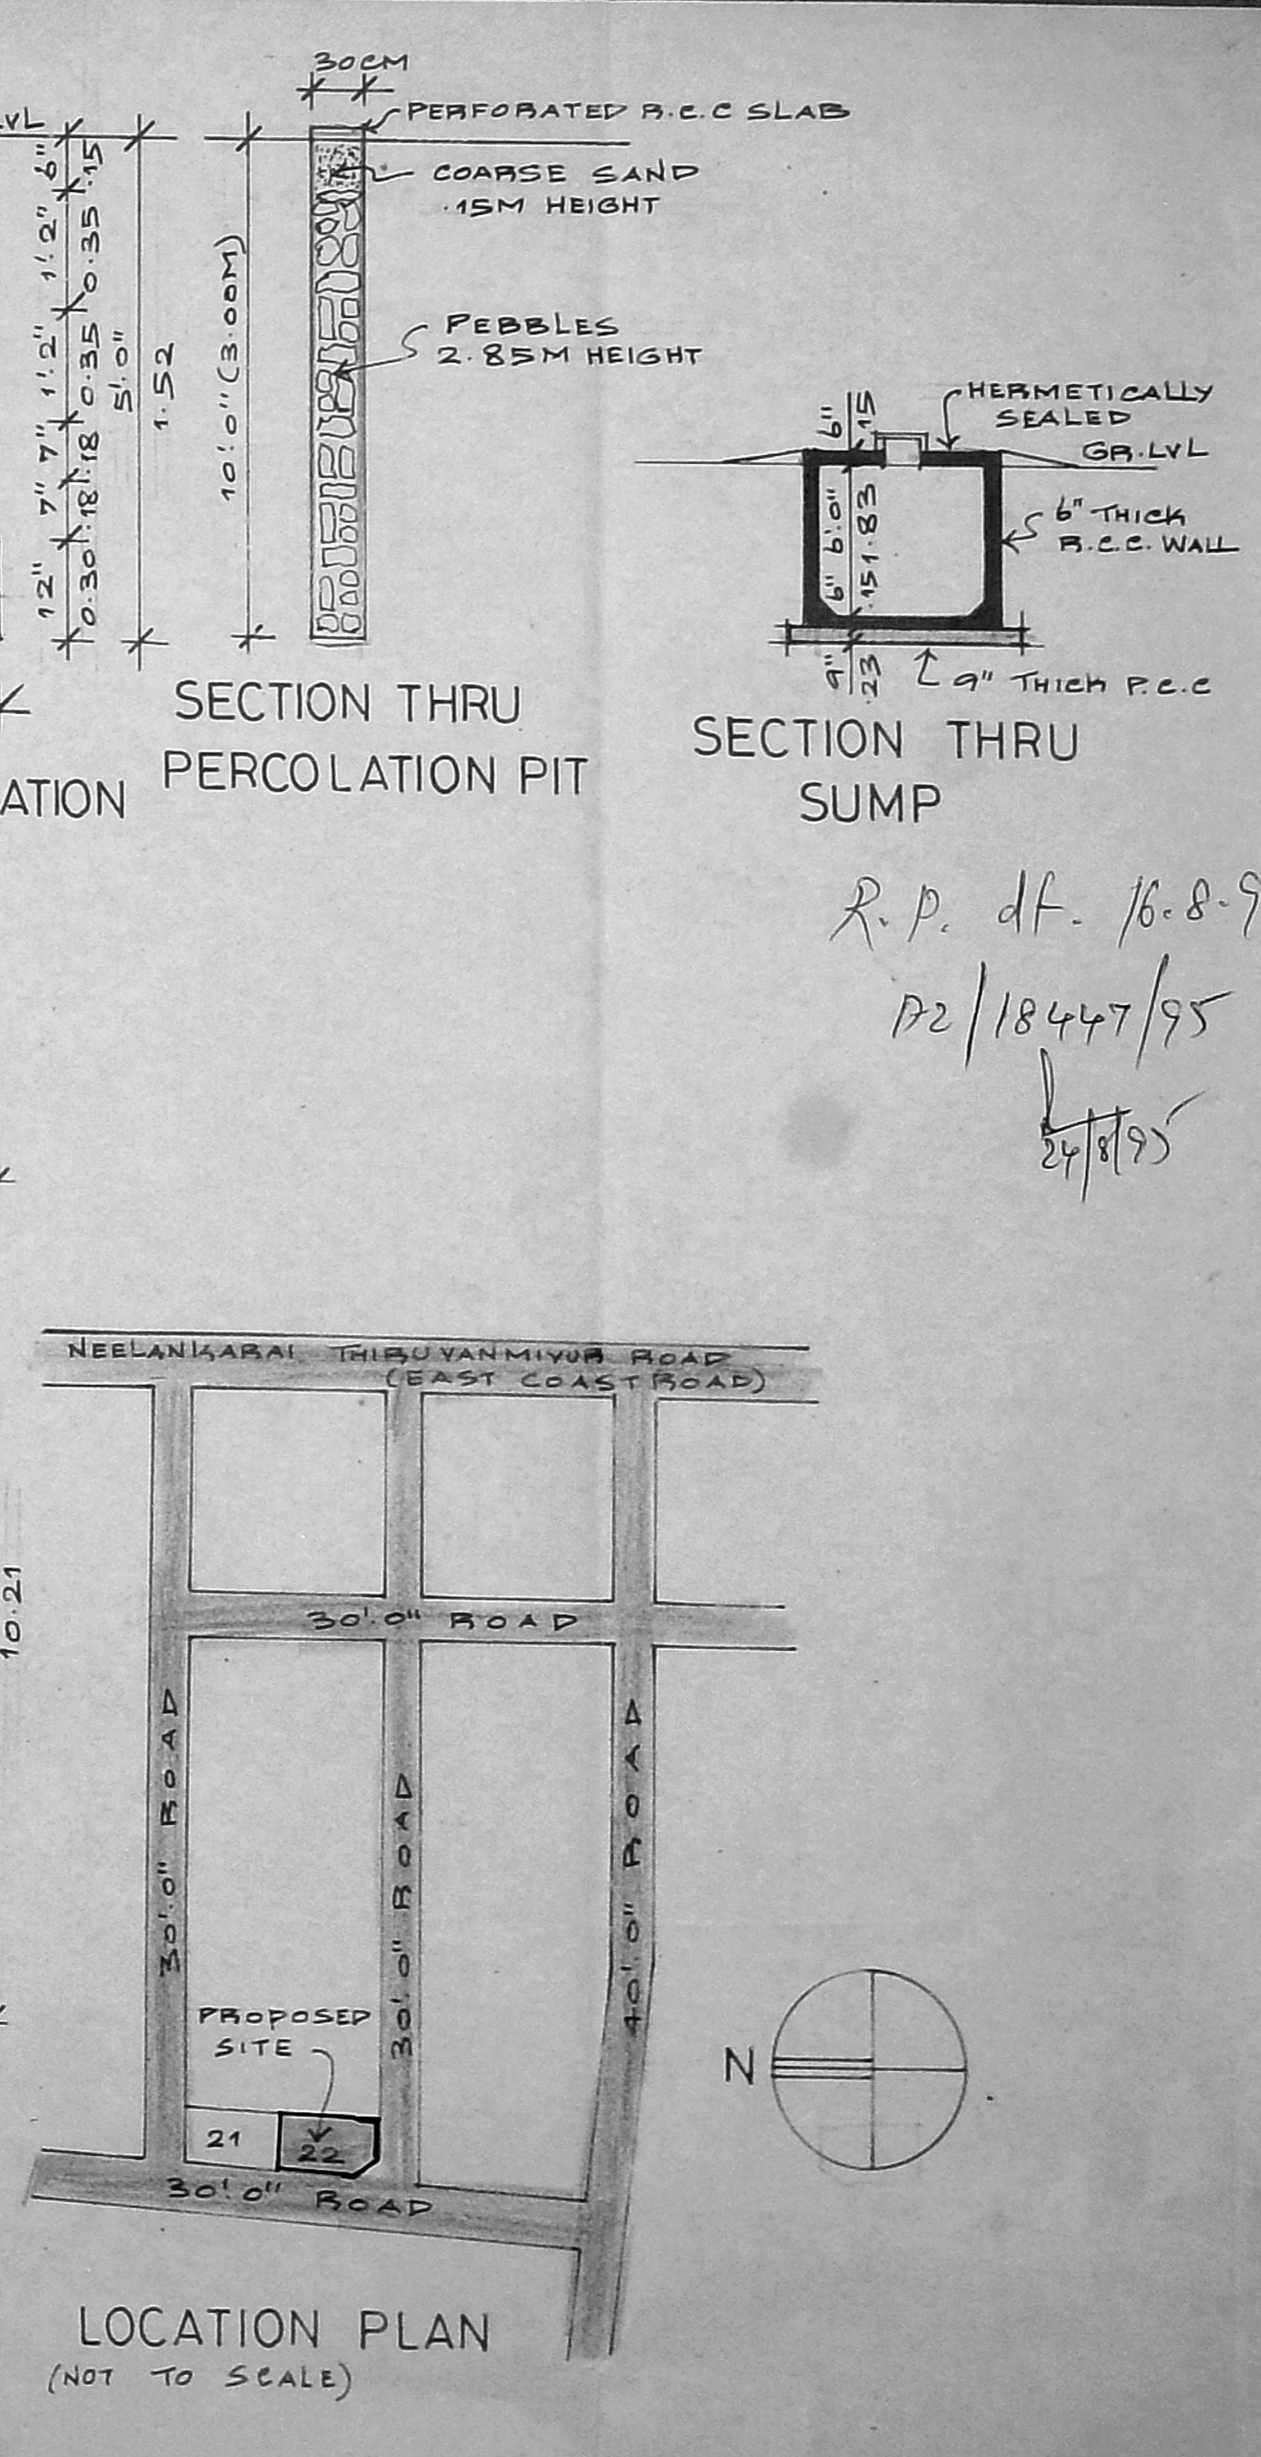 30CM
PERFORATED R.C.C SLAB
LVL
COARSE SAND
.15M HEIGHT
6" 1'.2" 1'.2" 7" 7" 12"
.15 0.35 0.35 .18 .18 0.30
5'.0"
1.52
10'.0" (3.00M)
PEBBLES
2.85M HEIGHT
SECTION THRU
PERCOLATION PIT
ATION
HERMETICALLY
SEALED
GR.LVL
6" THICK
R.C.C. WALL
6" 6'.0" 6" 9"
.15 1.83 .15 .23
9" THICK P.C.C
SECTION THRU
SUMP
R.P. dt. 16.8.9
A2/18447/95
24/8/95
NEELANKARAI THIRUVANMIYUR ROAD
(EAST COAST ROAD)
10.21
30'.0" ROAD
30'.0" ROAD
30'.0" ROAD
40'.0" ROAD
PROPOSED
SITE
21
22
30'.0" ROAD
N
LOCATION PLAN
(NOT TO SCALE)